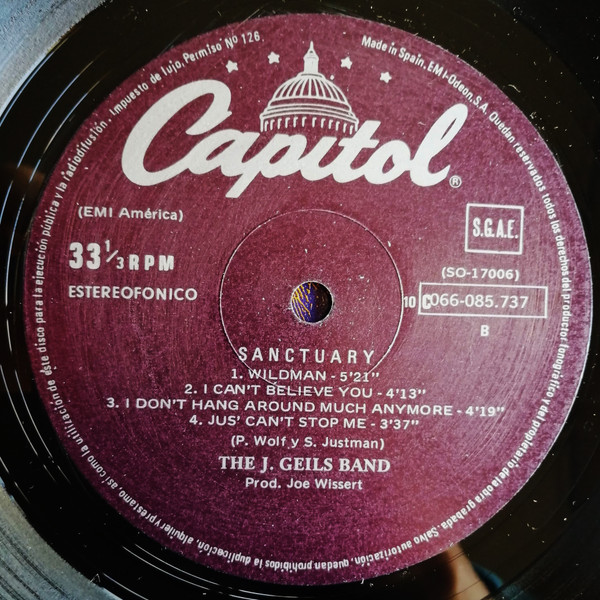 Impuesto de lujo. Permiso Nº 126.
Made in Spain, EMI-Odeon, S.A. Quedan reservados todos los derechos del productor fonográfico y del propietario de la obra grabada. Salvo autorización, quedan prohibidos la duplicación, alquiler y préstamo, así como la utilización de este disco para la ejecución pública y la radiodifusión.
Capitol®
(EMI América)
S.G.A.E.
33 1/3 RPM
(SO-17006)
ESTEREOFONICO
10 C 066-085.737
B
SANCTUARY
1. WILDMAN - 5'21"
2. I CAN'T BELIEVE YOU - 4'13"
3. I DON'T HANG AROUND MUCH ANYMORE - 4'19"
4. JUS' CAN'T STOP ME - 3'37"
(P. Wolf y S. Justman)
THE J. GEILS BAND
Prod. Joe Wissert